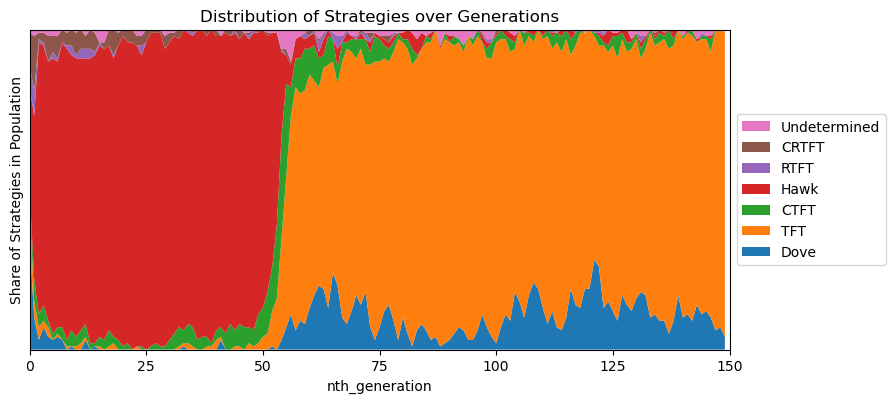 Distribution of Strategies over Generations
Share of Strategies in Population
Undetermined
CRTFT
RTFT
Hawk
CTFT
TFT
Dove
0 25 50 75 100 125 150
nth_generation